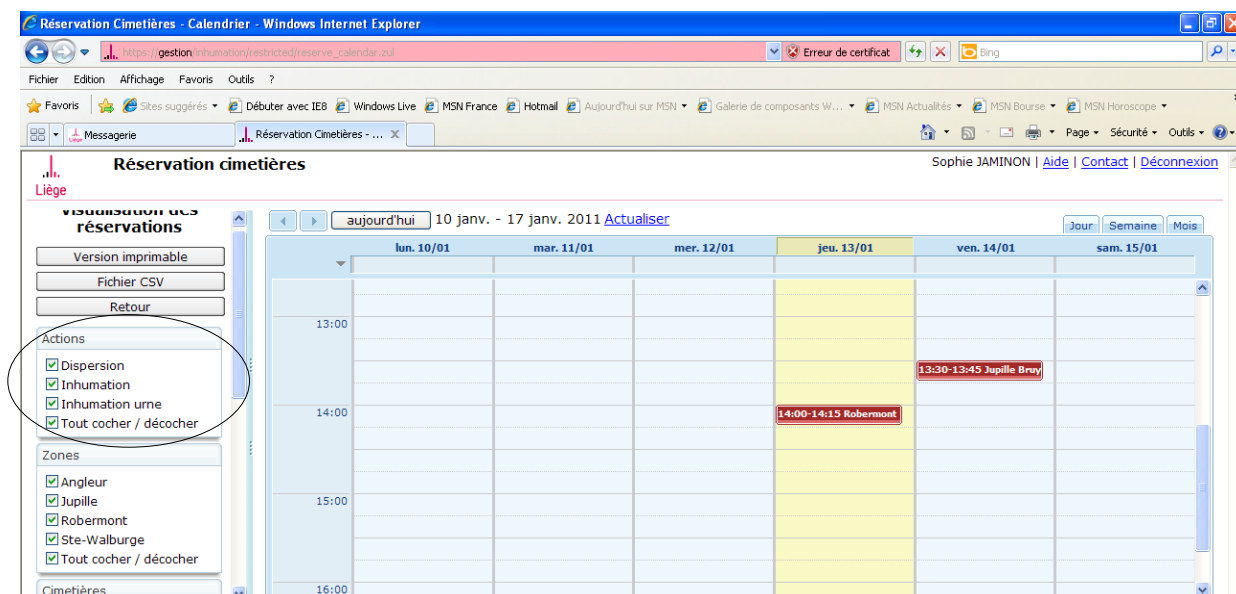 Réservation Cimetières - Calendrier - Windows Internet Explorer
https://gestion/inhumation/restricted/reserve_calendar.zul
Erreur de certificat
Bing
Fichier Edition Affichage Favoris Outils ?
Favoris Sites suggérés Débuter avec IE8 Windows Live MSN France Hotmail Aujourd'hui sur MSN Galerie de composants W... MSN Actualités MSN Bourse MSN Horoscope
Messagerie Réservation Cimetières - ... Page Sécurité Outils
Liège
Réservation cimetières
Sophie JAMINON | Aide | Contact | Déconnexion
Visualisation des
réservations
Version imprimable
Fichier CSV
Retour
Actions
Dispersion
Inhumation
Inhumation urne
Tout cocher / décocher
Zones
Angleur
Jupille
Robermont
Ste-Walburge
Tout cocher / décocher
Cimetières
aujourd'hui 10 janv. - 17 janv. 2011 Actualiser
Jour Semaine Mois
lun. 10/01 mar. 11/01 mer. 12/01 jeu. 13/01 ven. 14/01 sam. 15/01
13:00
13:30-13:45 Jupille Bruy
14:00
14:00-14:15 Robermont
15:00
16:00